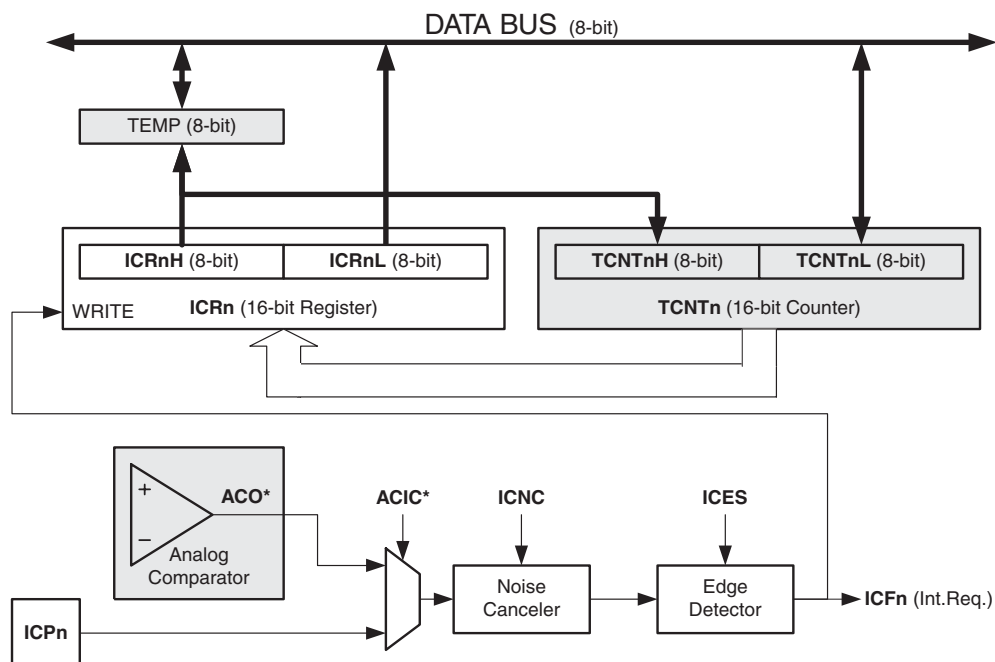 DATA BUS (8-bit)
TEMP (8-bit)
ICRnH (8-bit) ICRnL (8-bit) TCNTnH (8-bit) TCNTnL (8-bit)
WRITE ICRn (16-bit Register) TCNTn (16-bit Counter)
+ ACO* ACIC* ICNC ICES
−
Analog
Comparator
Noise
Canceler
Edge
Detector
ICFn (Int.Req.)
ICPn